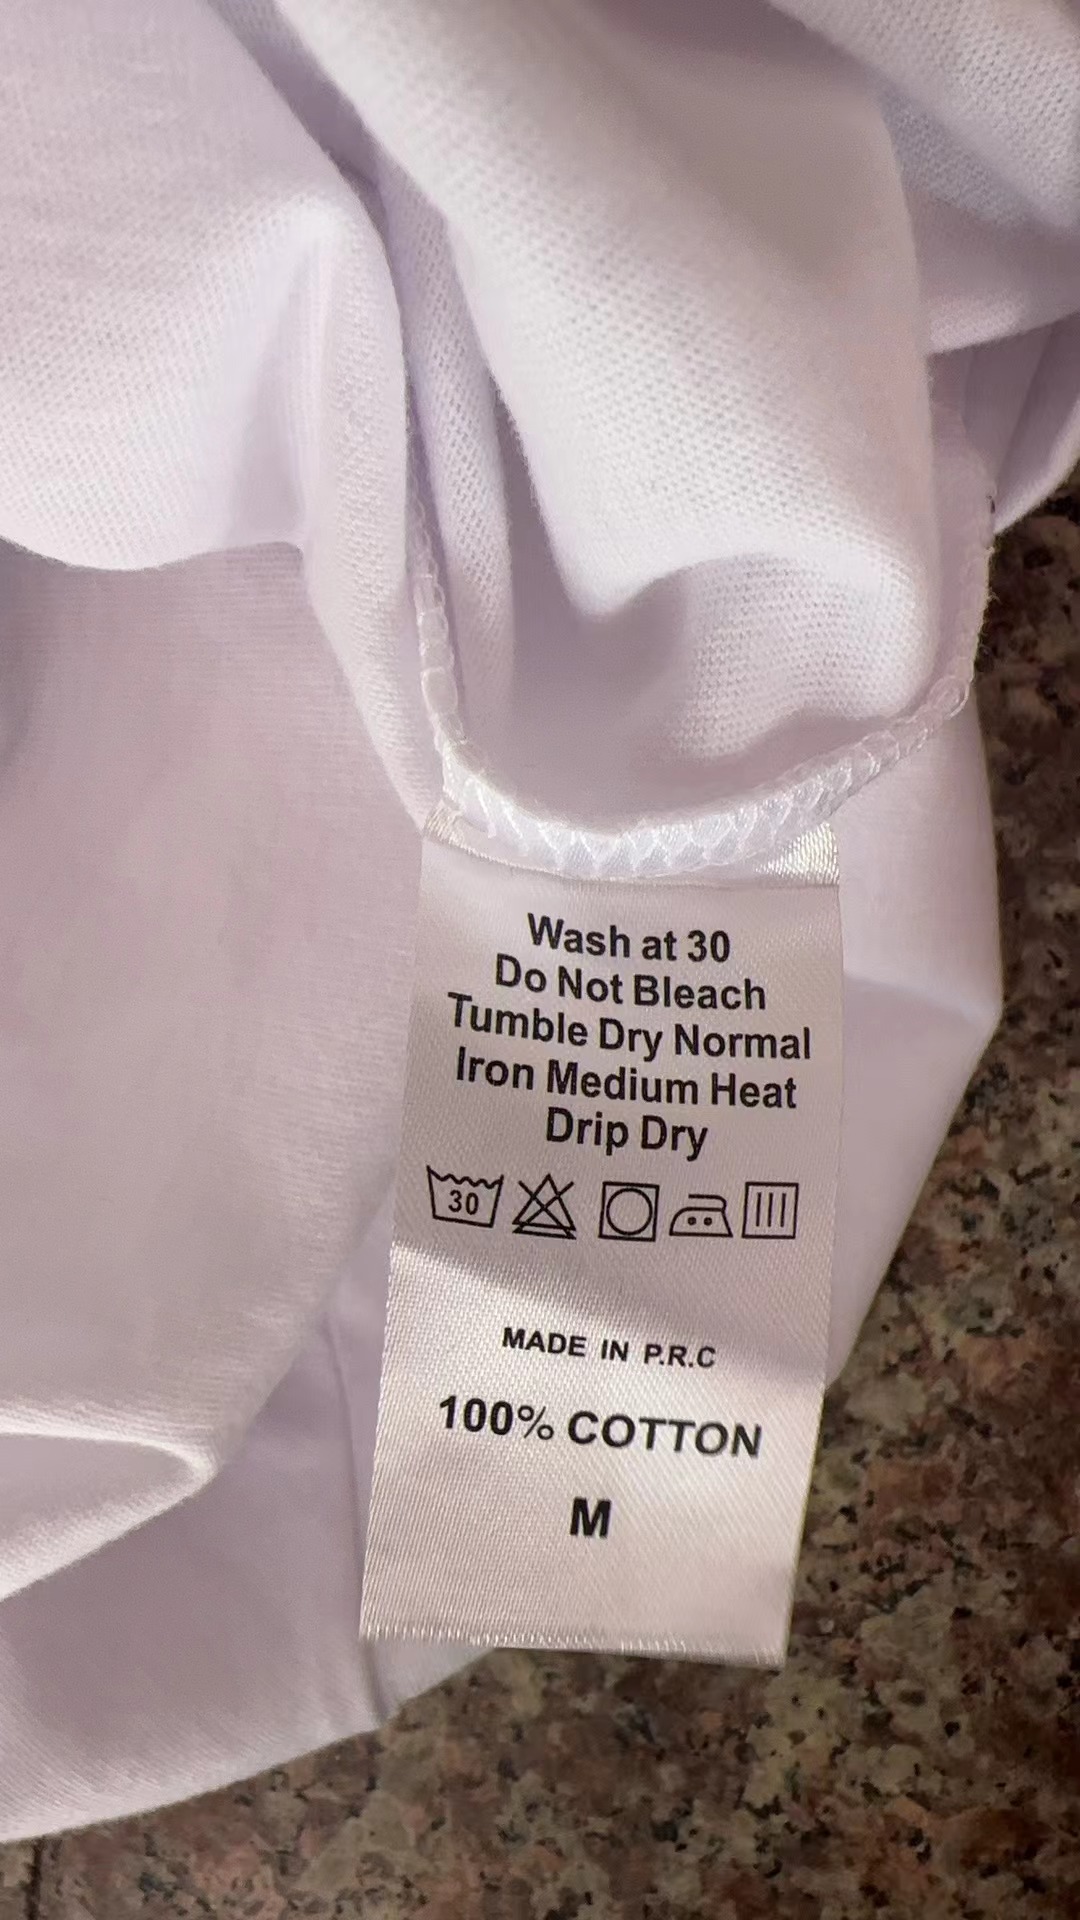 Wash at 30
Do Not Bleach
Tumble Dry Normal
Iron Medium Heat
Drip Dry
30
MADE IN P.R.C
100% COTTON
M